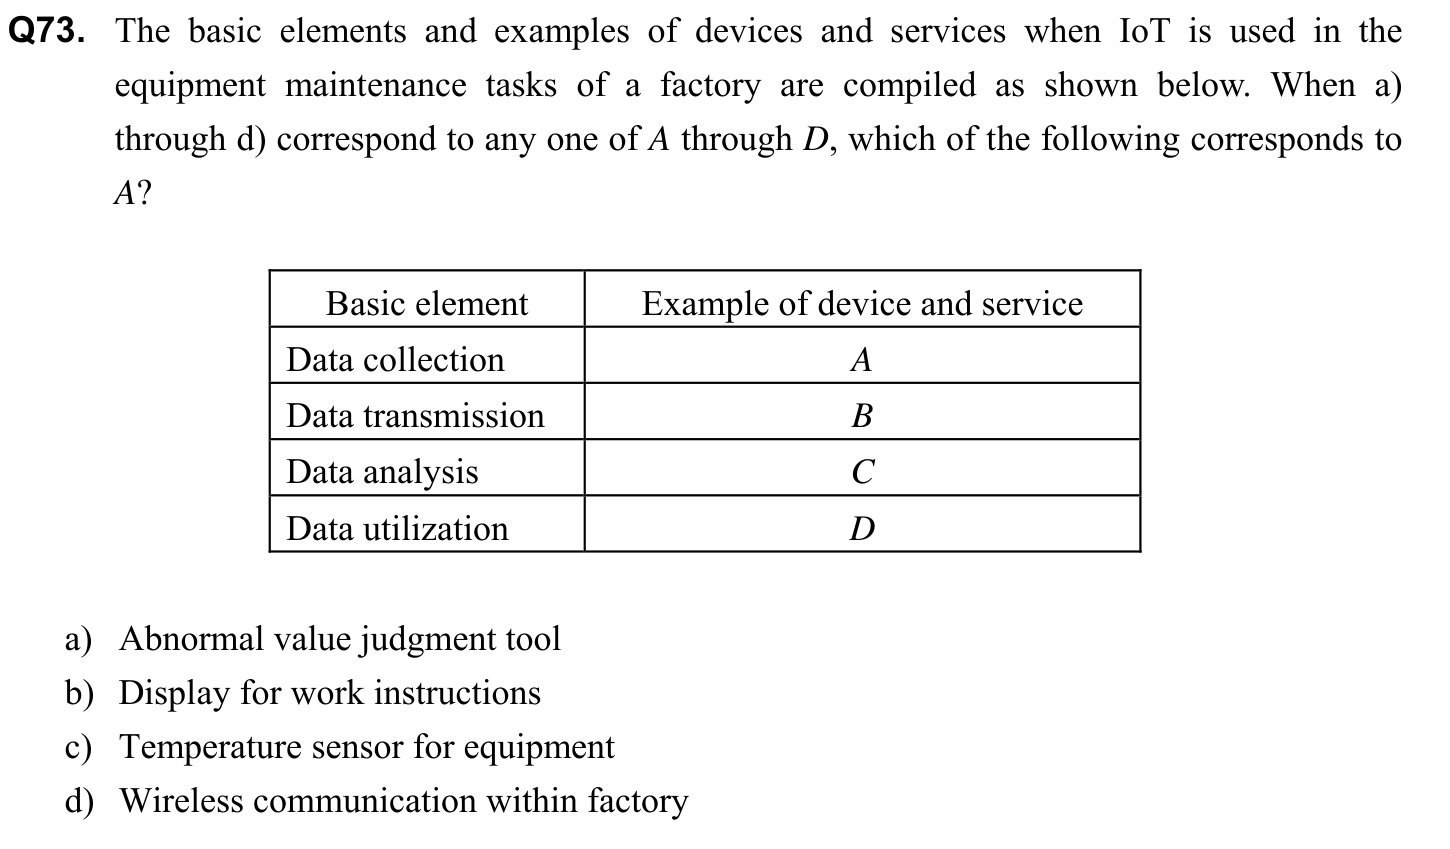 Q73. The basic elements and examples of devices and services when IoT is used in the
equipment maintenance tasks of a factory are compiled as shown below. When a)
through d) correspond to any one of A through D, which of the following corresponds to
A?
Basic element Example of device and service
Data collection A
Data transmission B
Data analysis C
Data utilization D
a) Abnormal value judgment tool
b) Display for work instructions
c) Temperature sensor for equipment
d) Wireless communication within factory